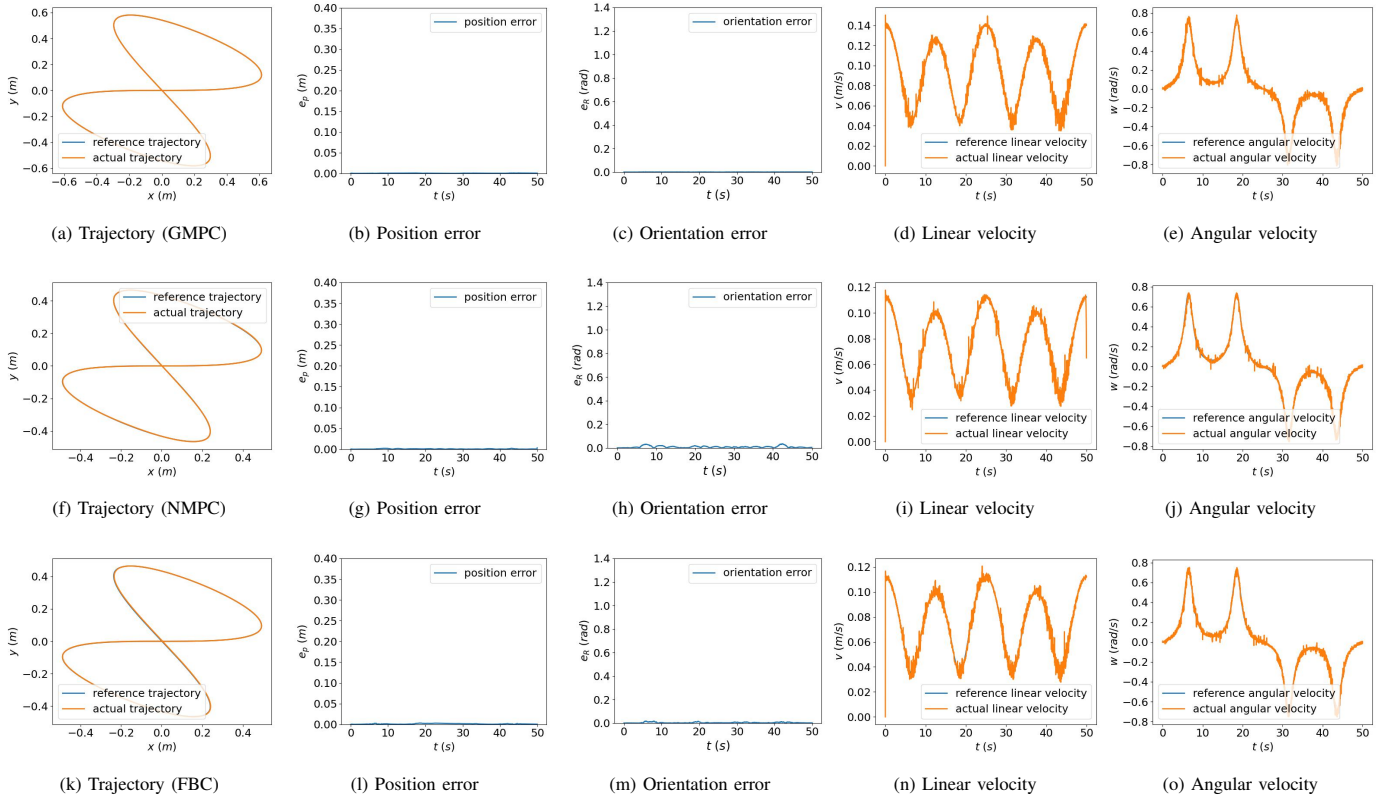 0.6
0.4
0.2
0.0
−0.2
−0.4
−0.6
y (m)
reference trajectory
actual trajectory
−0.6 −0.4 −0.2 0.0 0.2 0.4 0.6
x (m)
(a) Trajectory (GMPC)
0.40
0.35
0.30
0.25
0.20
0.15
0.10
0.05
0.00
e_p (m)
position error
0 10 20 30 40 50
t (s)
(b) Position error
1.4
1.2
1.0
0.8
0.6
0.4
0.2
0.0
e_R (rad)
orientation error
0 10 20 30 40 50
t (s)
(c) Orientation error
0.14
0.12
0.10
0.08
0.06
0.04
0.02
0.00
v (m/s)
reference linear velocity
actual linear velocity
0 10 20 30 40 50
t (s)
(d) Linear velocity
0.8
0.6
0.4
0.2
0.0
−0.2
−0.4
−0.6
−0.8
w (rad/s)
reference angular velocity
actual angular velocity
0 10 20 30 40 50
t (s)
(e) Angular velocity
0.4
0.2
0.0
−0.2
−0.4
y (m)
reference trajectory
actual trajectory
−0.4 −0.2 0.0 0.2 0.4
x (m)
(f) Trajectory (NMPC)
0.40
0.35
0.30
0.25
0.20
0.15
0.10
0.05
0.00
e_p (m)
position error
0 10 20 30 40 50
t (s)
(g) Position error
1.4
1.2
1.0
0.8
0.6
0.4
0.2
0.0
e_R (rad)
orientation error
0 10 20 30 40 50
t (s)
(h) Orientation error
0.12
0.10
0.08
0.06
0.04
0.02
0.00
v (m/s)
reference linear velocity
actual linear velocity
0 10 20 30 40 50
t (s)
(i) Linear velocity
0.8
0.6
0.4
0.2
0.0
−0.2
−0.4
−0.6
−0.8
w (rad/s)
reference angular velocity
actual angular velocity
0 10 20 30 40 50
t (s)
(j) Angular velocity
0.4
0.2
0.0
−0.2
−0.4
y (m)
reference trajectory
actual trajectory
−0.4 −0.2 0.0 0.2 0.4
x (m)
(k) Trajectory (FBC)
0.40
0.35
0.30
0.25
0.20
0.15
0.10
0.05
0.00
e_p (m)
position error
0 10 20 30 40 50
t (s)
(l) Position error
1.4
1.2
1.0
0.8
0.6
0.4
0.2
0.0
e_R (rad)
orientation error
0 10 20 30 40 50
t (s)
(m) Orientation error
0.12
0.10
0.08
0.06
0.04
0.02
0.00
v (m/s)
reference linear velocity
actual linear velocity
0 10 20 30 40 50
t (s)
(n) Linear velocity
0.8
0.6
0.4
0.2
0.0
−0.2
−0.4
−0.6
−0.8
w (rad/s)
reference angular velocity
actual angular velocity
0 10 20 30 40 50
t (s)
(o) Angular velocity